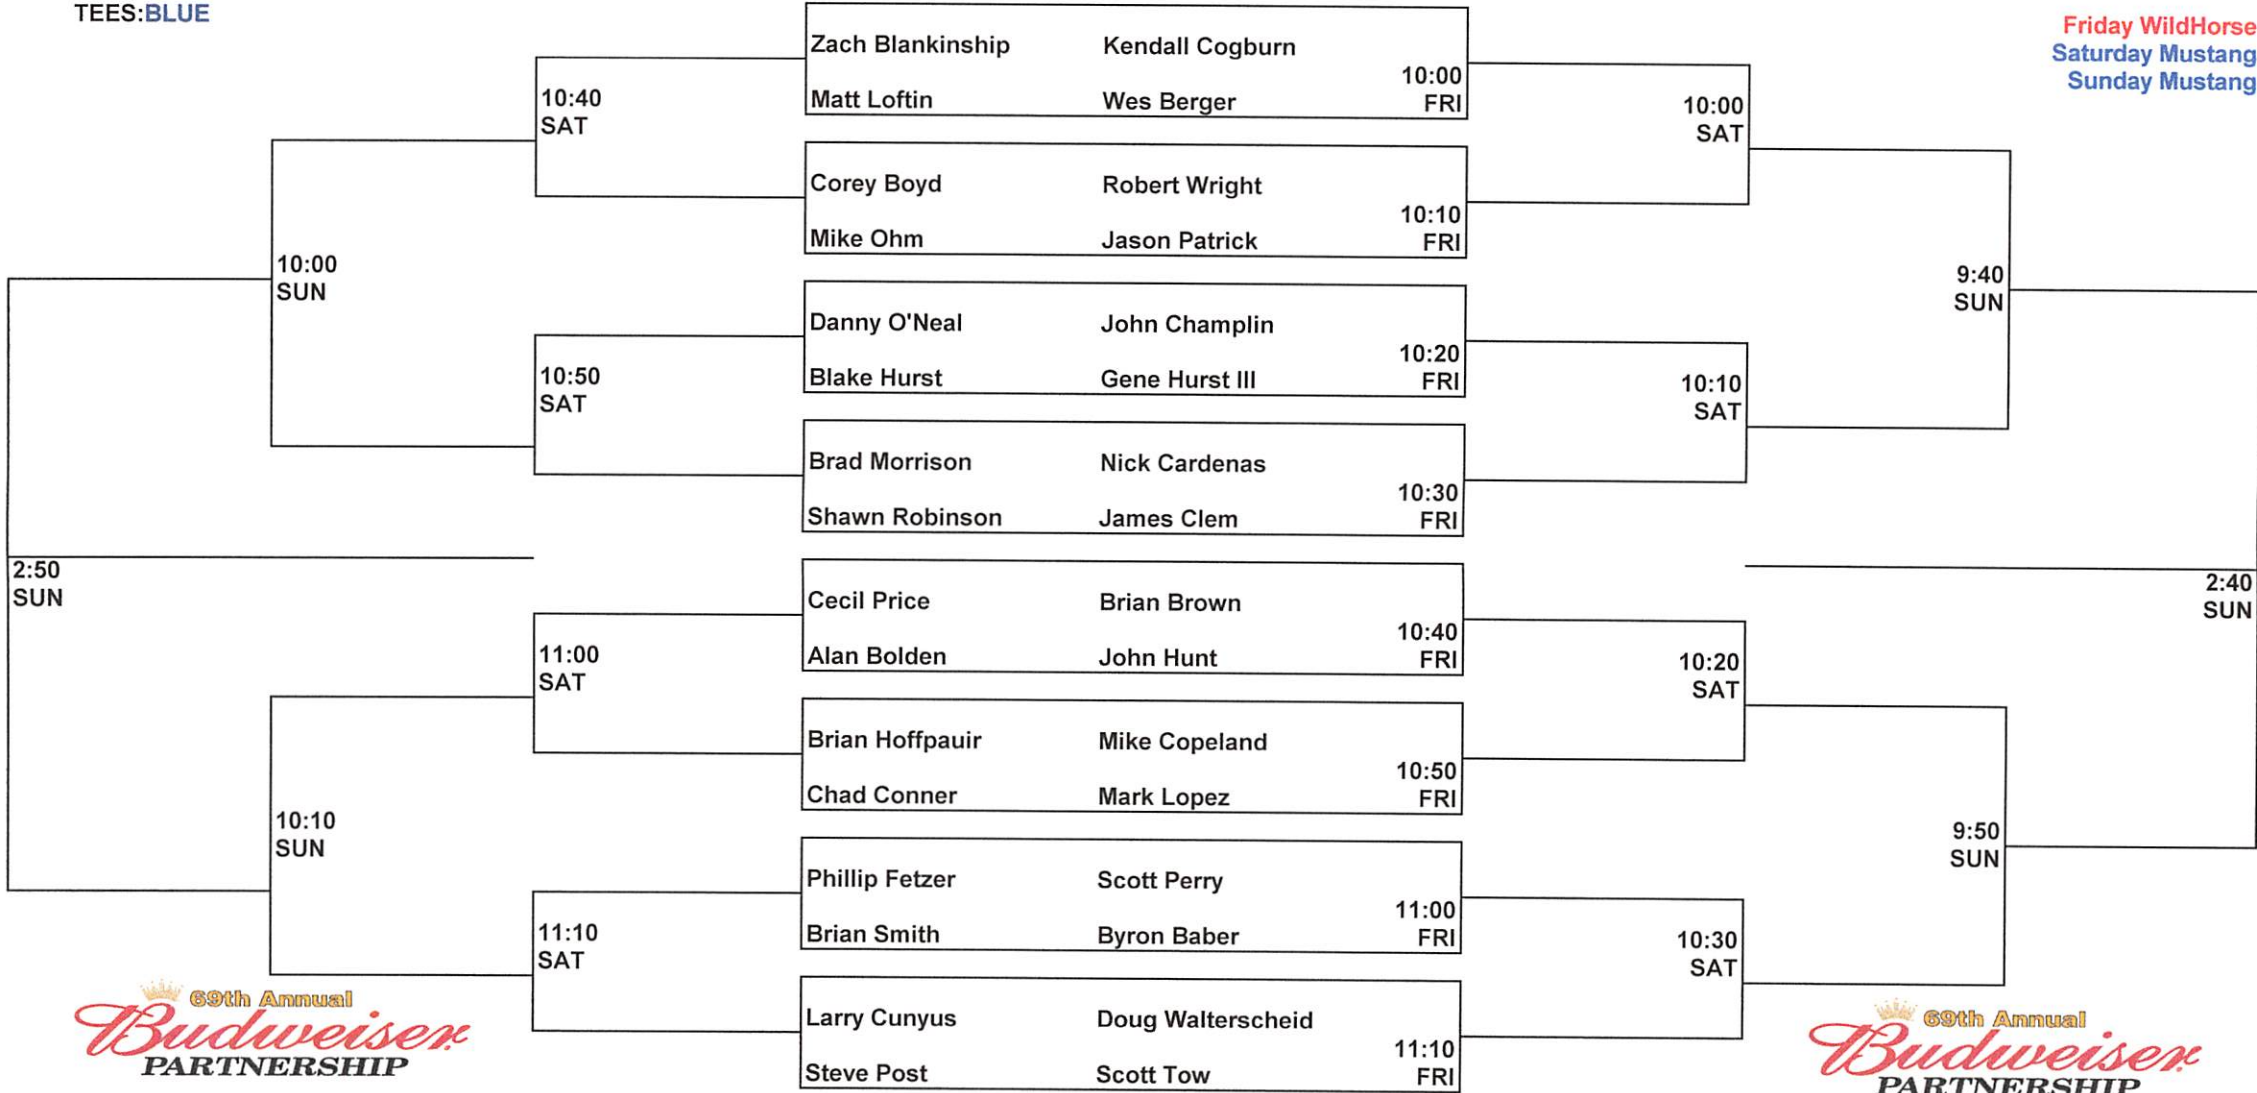 TEES:BLUE
Friday WildHorse
Saturday Mustang
Sunday Mustang
Zach Blankinship Kendall Cogburn
10:00
Matt Loftin Wes Berger FRI
10:40
SAT
10:00
SAT
Corey Boyd Robert Wright
10:10
Mike Ohm Jason Patrick FRI
10:00
SUN
9:40
SUN
Danny O'Neal John Champlin
10:20
Blake Hurst Gene Hurst III FRI
10:50
SAT
10:10
SAT
Brad Morrison Nick Cardenas
10:30
Shawn Robinson James Clem FRI
2:50
SUN
2:40
SUN
Cecil Price Brian Brown
10:40
Alan Bolden John Hunt FRI
11:00
SAT
10:20
SAT
Brian Hoffpauir Mike Copeland
10:50
Chad Conner Mark Lopez FRI
10:10
SUN
9:50
SUN
Phillip Fetzer Scott Perry
11:00
Brian Smith Byron Baber FRI
11:10
SAT
10:30
SAT
Larry Cunyus Doug Walterscheid
11:10
Steve Post Scott Tow FRI
69th Annual
Budweiser
PARTNERSHIP
69th Annual
Budweiser
PARTNERSHIP